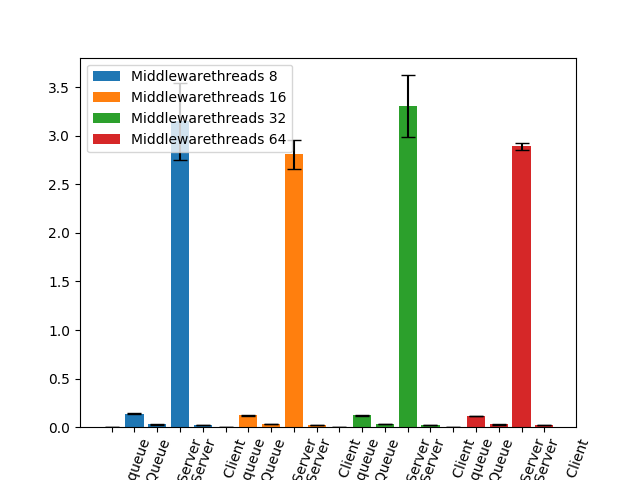 Middlewarethreads 8
Middlewarethreads 16
Middlewarethreads 32
Middlewarethreads 64
3.5
3.0
2.5
2.0
1.5
1.0
0.5
0.0
queue
Queue
Server
Server
Client
queue
Queue
Server
Server
Client
queue
Queue
Server
Server
Client
queue
Queue
Server
Server
Client